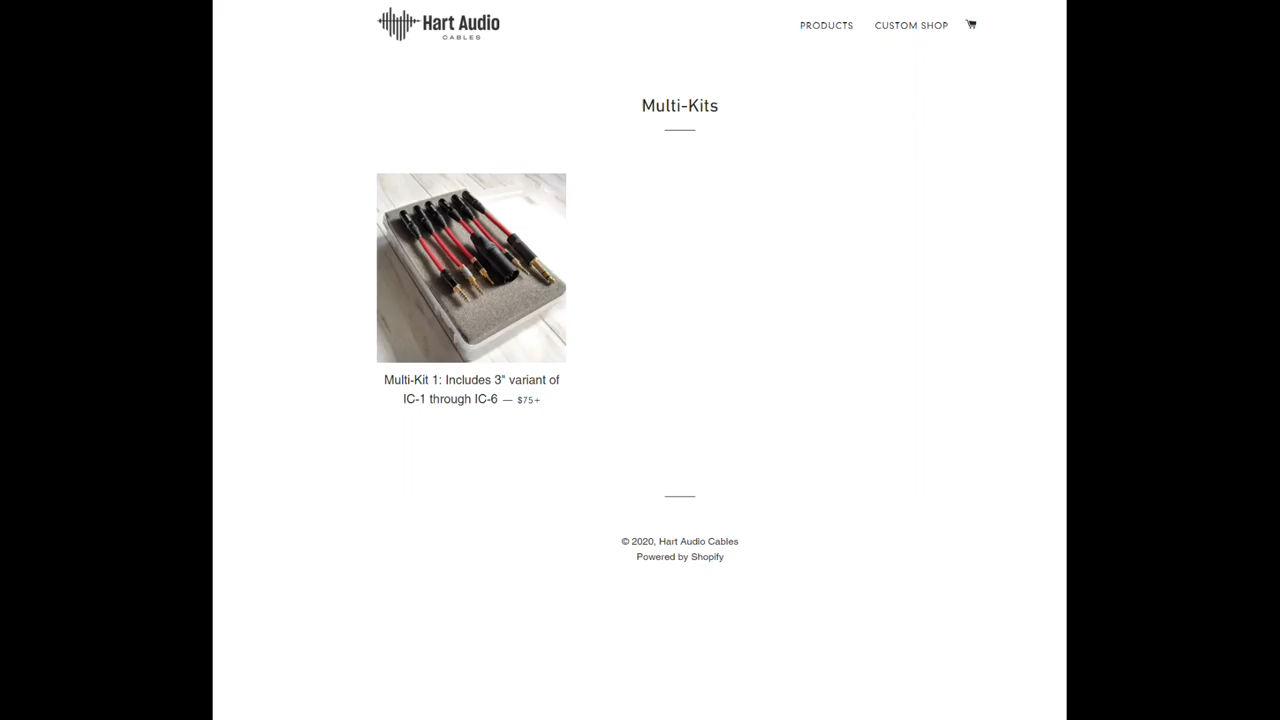 Hart Audio
CABLES
PRODUCTS
CUSTOM SHOP
Multi-Kits
Multi-Kit 1: Includes 3" variant of
IC-1 through IC-6 — $75+
© 2020, Hart Audio Cables
Powered by Shopify